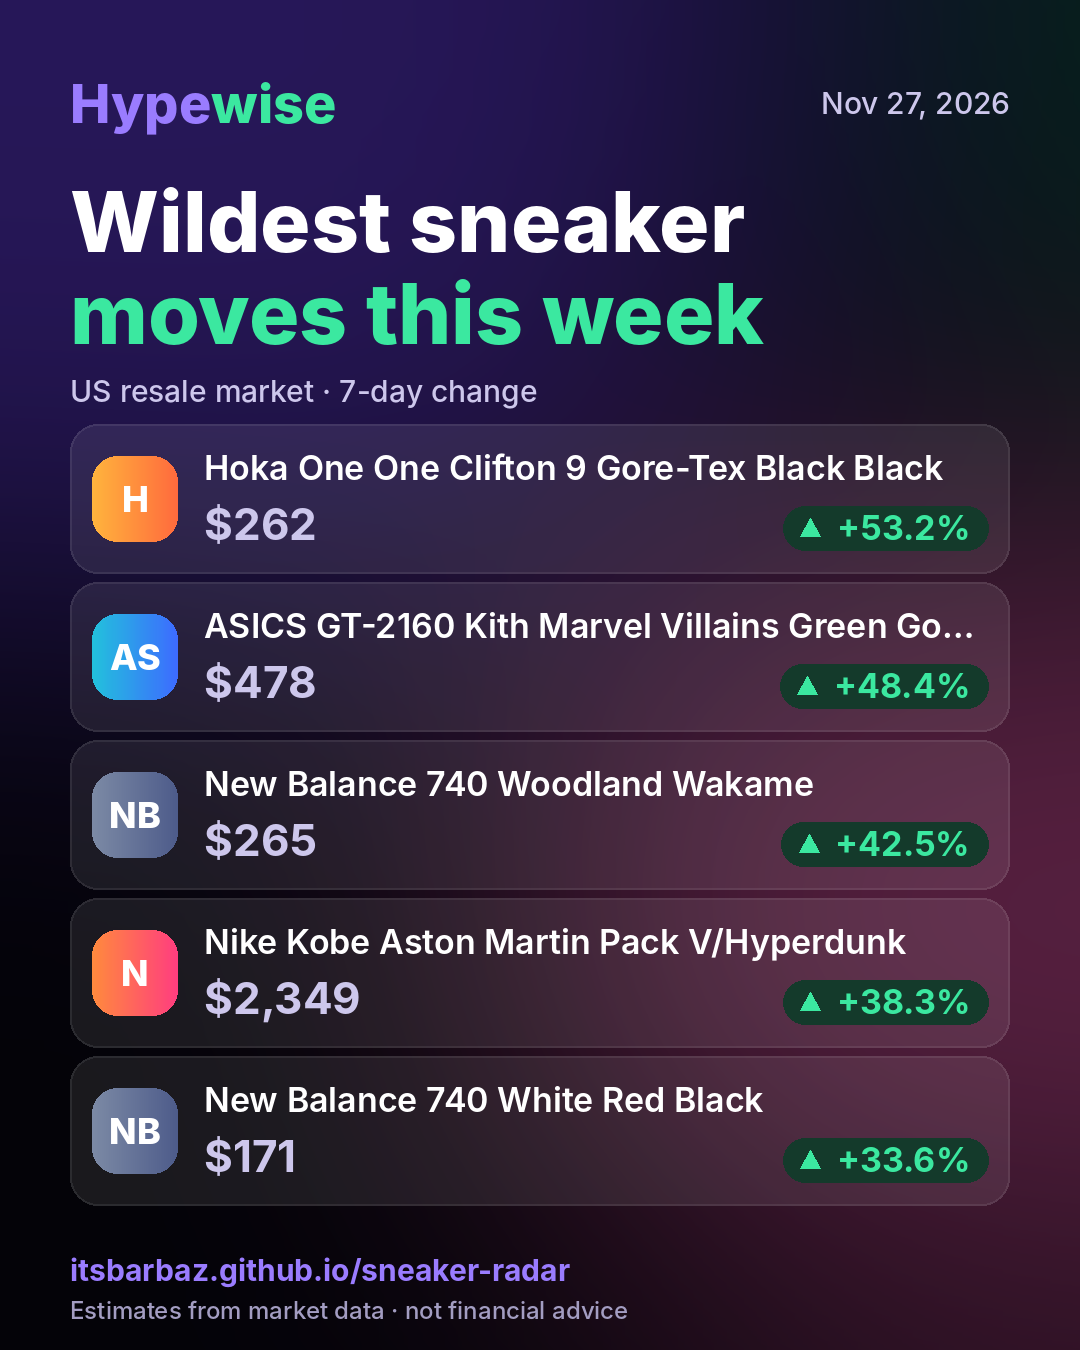 Hypewise
Nov 27, 2026
Wildest sneaker
moves this week
US resale market · 7-day change
H
Hoka One One Clifton 9 Gore-Tex Black Black
$262
▲ +53.2%
AS
ASICS GT-2160 Kith Marvel Villains Green Go...
$478
▲ +48.4%
NB
New Balance 740 Woodland Wakame
$265
▲ +42.5%
N
Nike Kobe Aston Martin Pack V/Hyperdunk
$2,349
▲ +38.3%
NB
New Balance 740 White Red Black
$171
▲ +33.6%
itsbarbaz.github.io/sneaker-radar
Estimates from market data · not financial advice